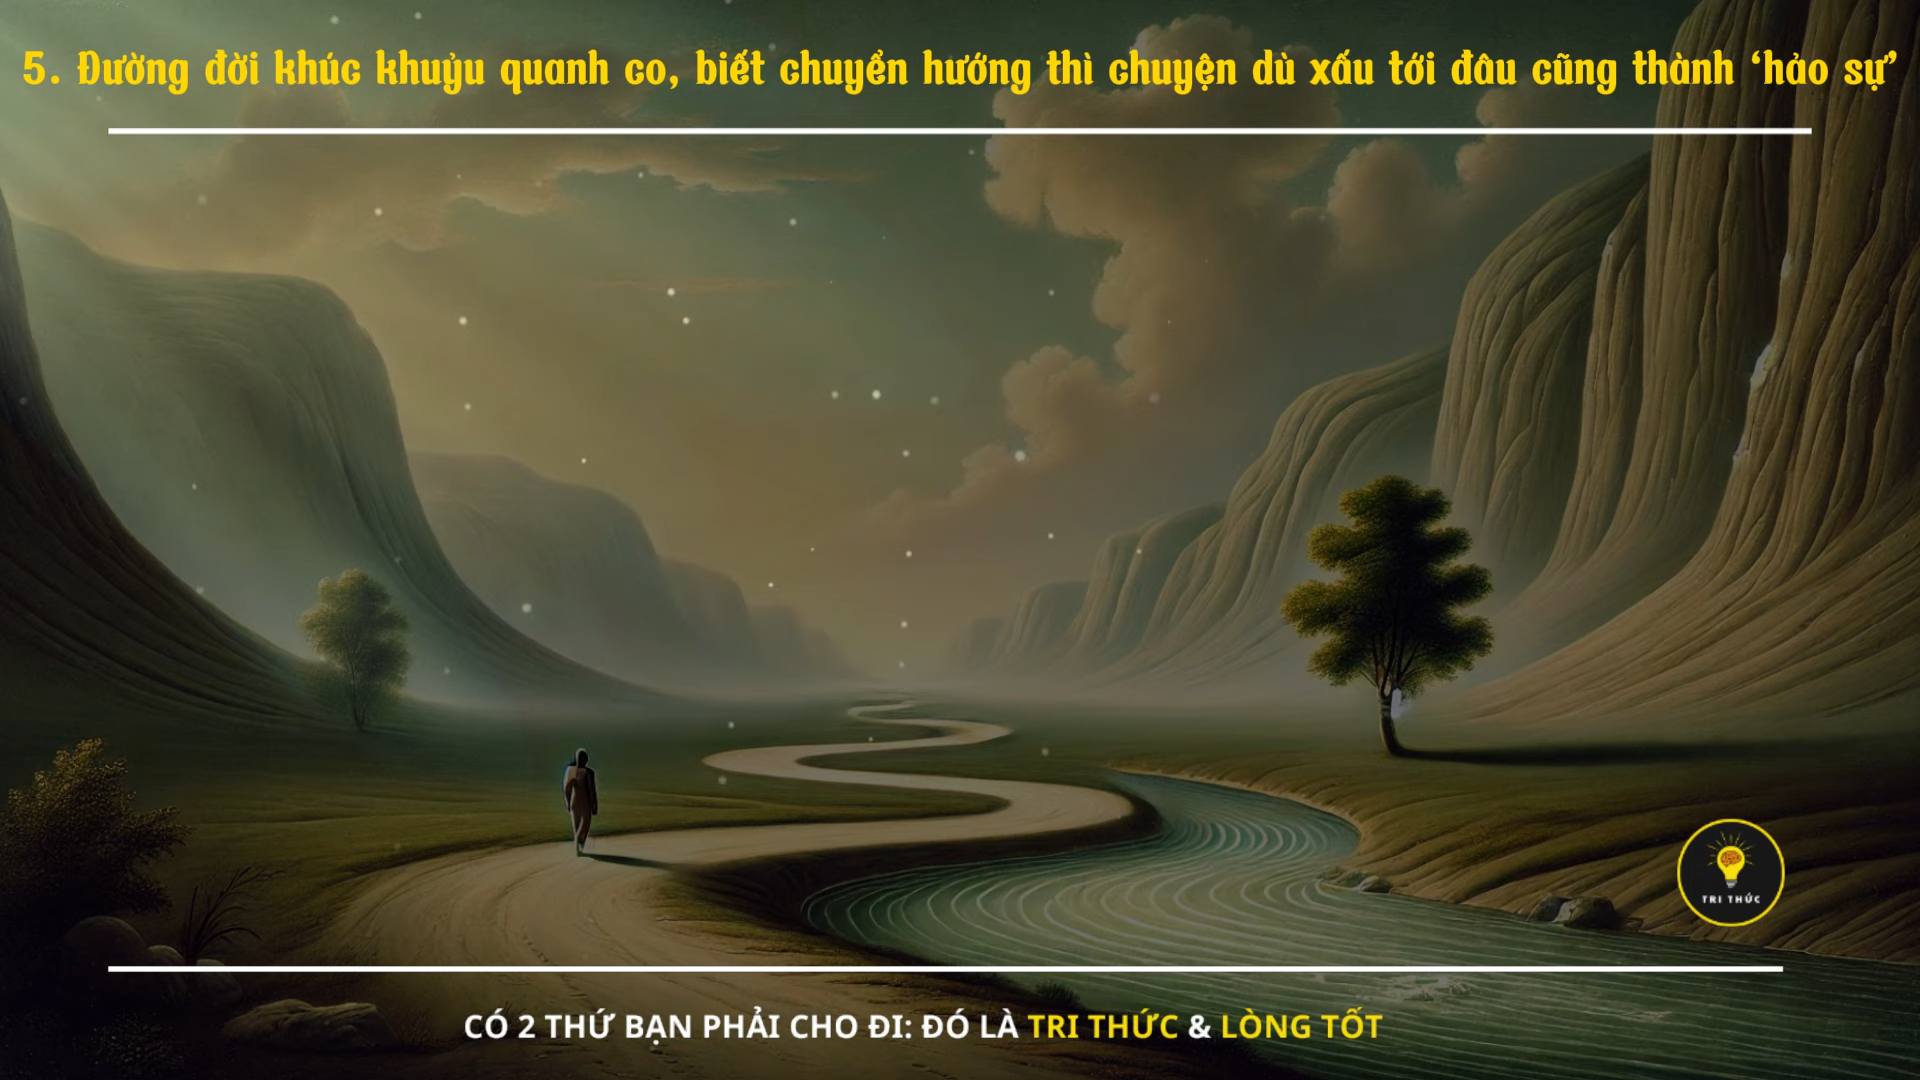 5. Đường đời khúc khuỷu quanh co, biết chuyển hướng thì chuyện dù xấu tới đâu cũng thành ‘hảo sự’
TRI THỨC
CÓ 2 THỨ BẠN PHẢI CHO ĐI: ĐÓ LÀ TRI THỨC & LÒNG TỐT